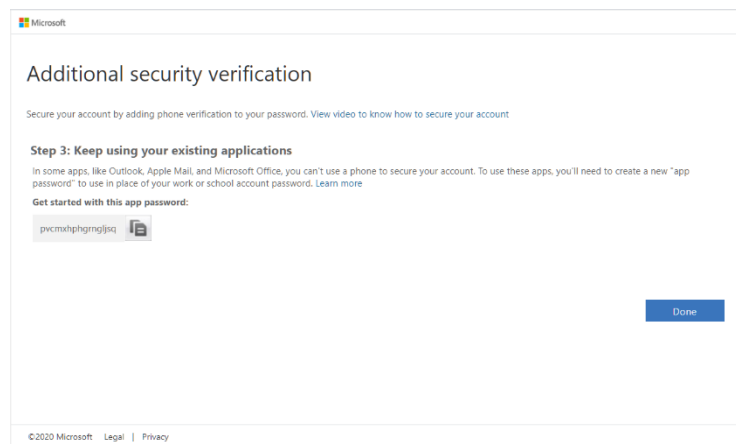 Microsoft
Additional security verification
Secure your account by adding phone verification to your password. View video to know how to secure your account
Step 3: Keep using your existing applications
In some apps, like Outlook, Apple Mail, and Microsoft Office, you can't use a phone to secure your account. To use these apps, you'll need to create a new "app
password" to use in place of your work or school account password. Learn more
Get started with this app password:
pvcmxhphgrngljsq
Done
©2020 Microsoft Legal | Privacy